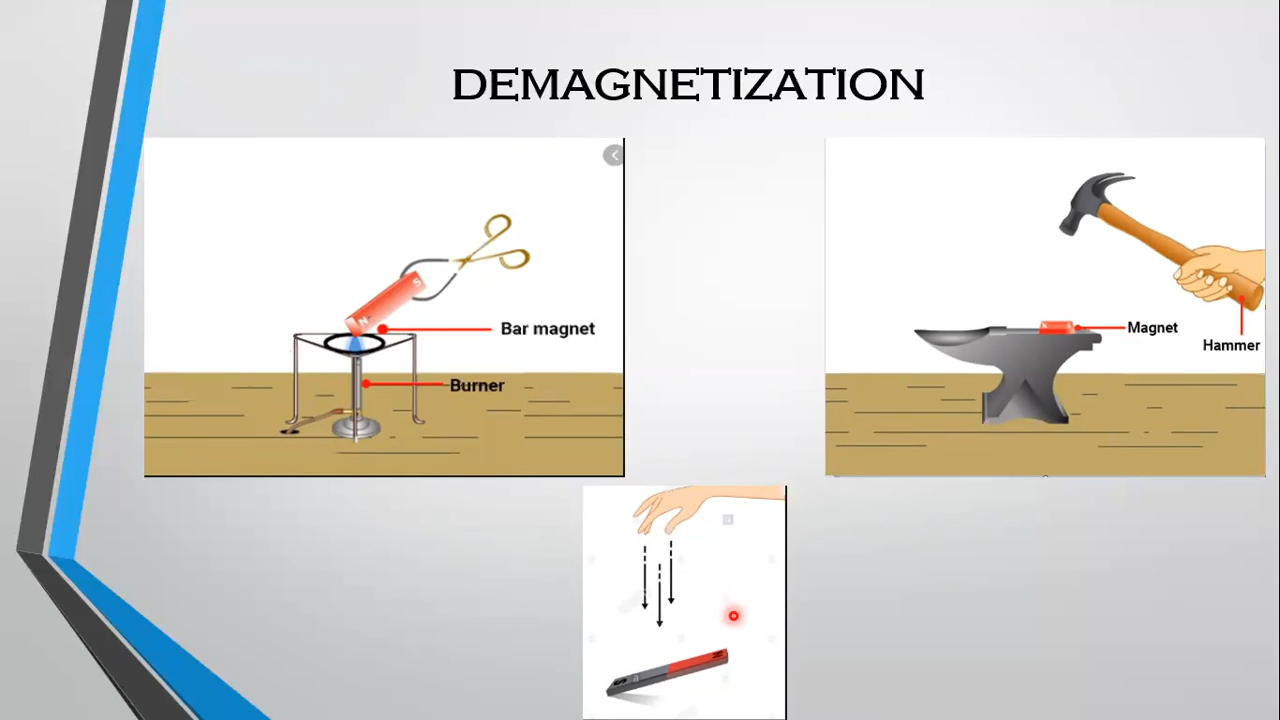 DEMAGNETIZATION
S
N
Bar magnet
Burner
Magnet
Hammer
N
S